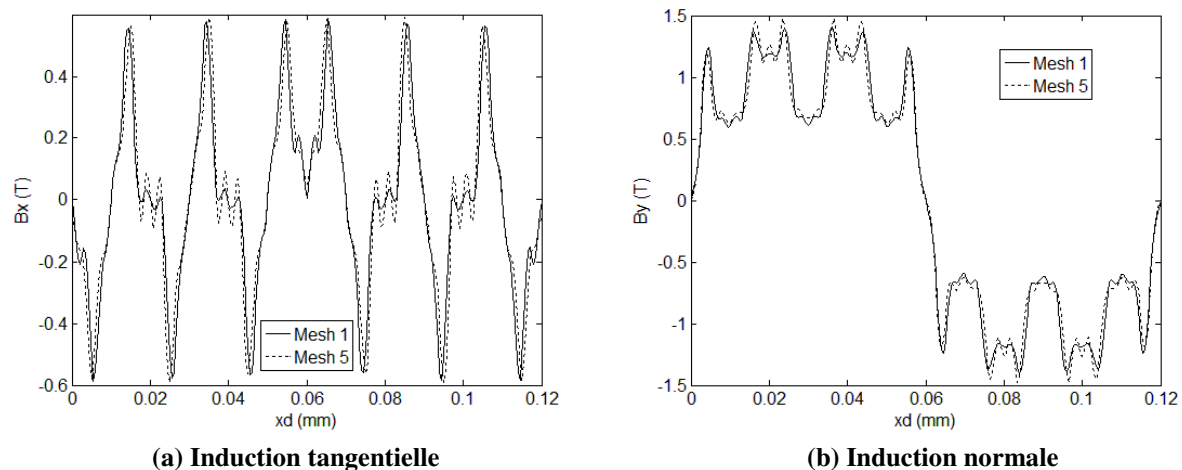 Bx (T)
0.4
0.2
0
-0.2
-0.4
-0.6
0
0.02
0.04
0.06
0.08
0.1
0.12
xd (mm)
Mesh 1
Mesh 5
(a) Induction tangentielle
By (T)
1.5
1
0.5
0
-0.5
-1
-1.5
0
0.02
0.04
0.06
0.08
0.1
0.12
xd (mm)
Mesh 1
Mesh 5
(b) Induction normale